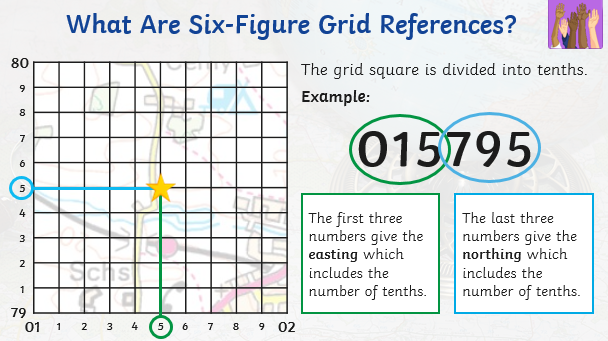 What Are Six-Figure Grid References?
80
9
8
7
6
5
4
3
2
1
79
01 1 2 3 4 5 6 7 8 9 02
Schs
The grid square is divided into tenths.
Example:
015795
The first three
numbers give the
easting which
includes the
number of tenths.
The last three
numbers give the
northing which
includes the
number of tenths.